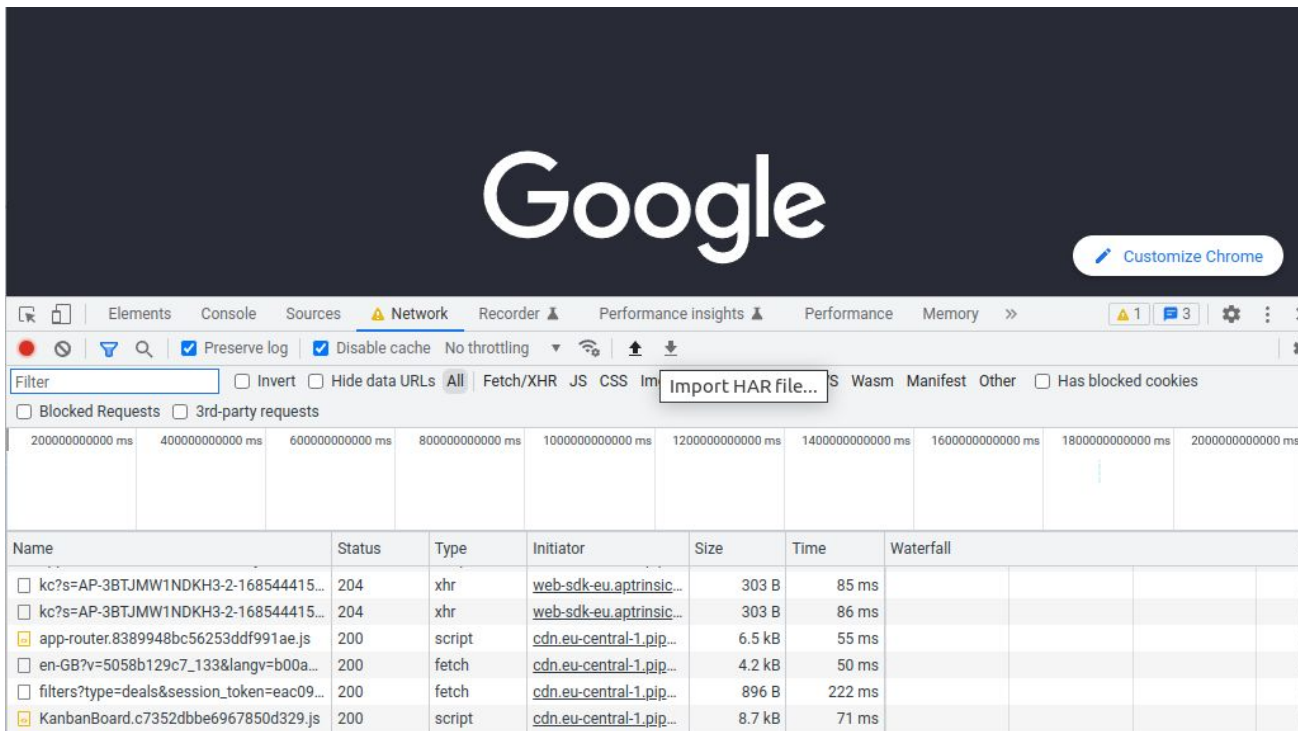 Google
Customize Chrome
Elements Console Sources Network Recorder Performance insights Performance Memory » 1 3
Preserve log Disable cache No throttling
Filter Invert Hide data URLs All Fetch/XHR JS CSS Im Import HAR file... S Wasm Manifest Other Has blocked cookies
Blocked Requests 3rd-party requests
200000000000 ms 400000000000 ms 600000000000 ms 800000000000 ms 1000000000000 ms 1200000000000 ms 1400000000000 ms 1600000000000 ms 1800000000000 ms 2000000000000 ms
Name Status Type Initiator Size Time Waterfall
kc?s=AP-3BTJMW1NDKH3-2-168544415... 204 xhr web-sdk-eu.aptrinsic... 303 B 85 ms
kc?s=AP-3BTJMW1NDKH3-2-168544415... 204 xhr web-sdk-eu.aptrinsic... 303 B 86 ms
app-router.8389948bc56253ddf991ae.js 200 script cdn.eu-central-1.pip... 6.5 kB 55 ms
en-GB?v=5058b129c7_133&langv=b00a... 200 fetch cdn.eu-central-1.pip... 4.2 kB 50 ms
filters?type=deals&session_token=eac09... 200 fetch cdn.eu-central-1.pip... 896 B 222 ms
KanbanBoard.c7352dbbe6967850d329.js 200 script cdn.eu-central-1.pip... 8.7 kB 71 ms